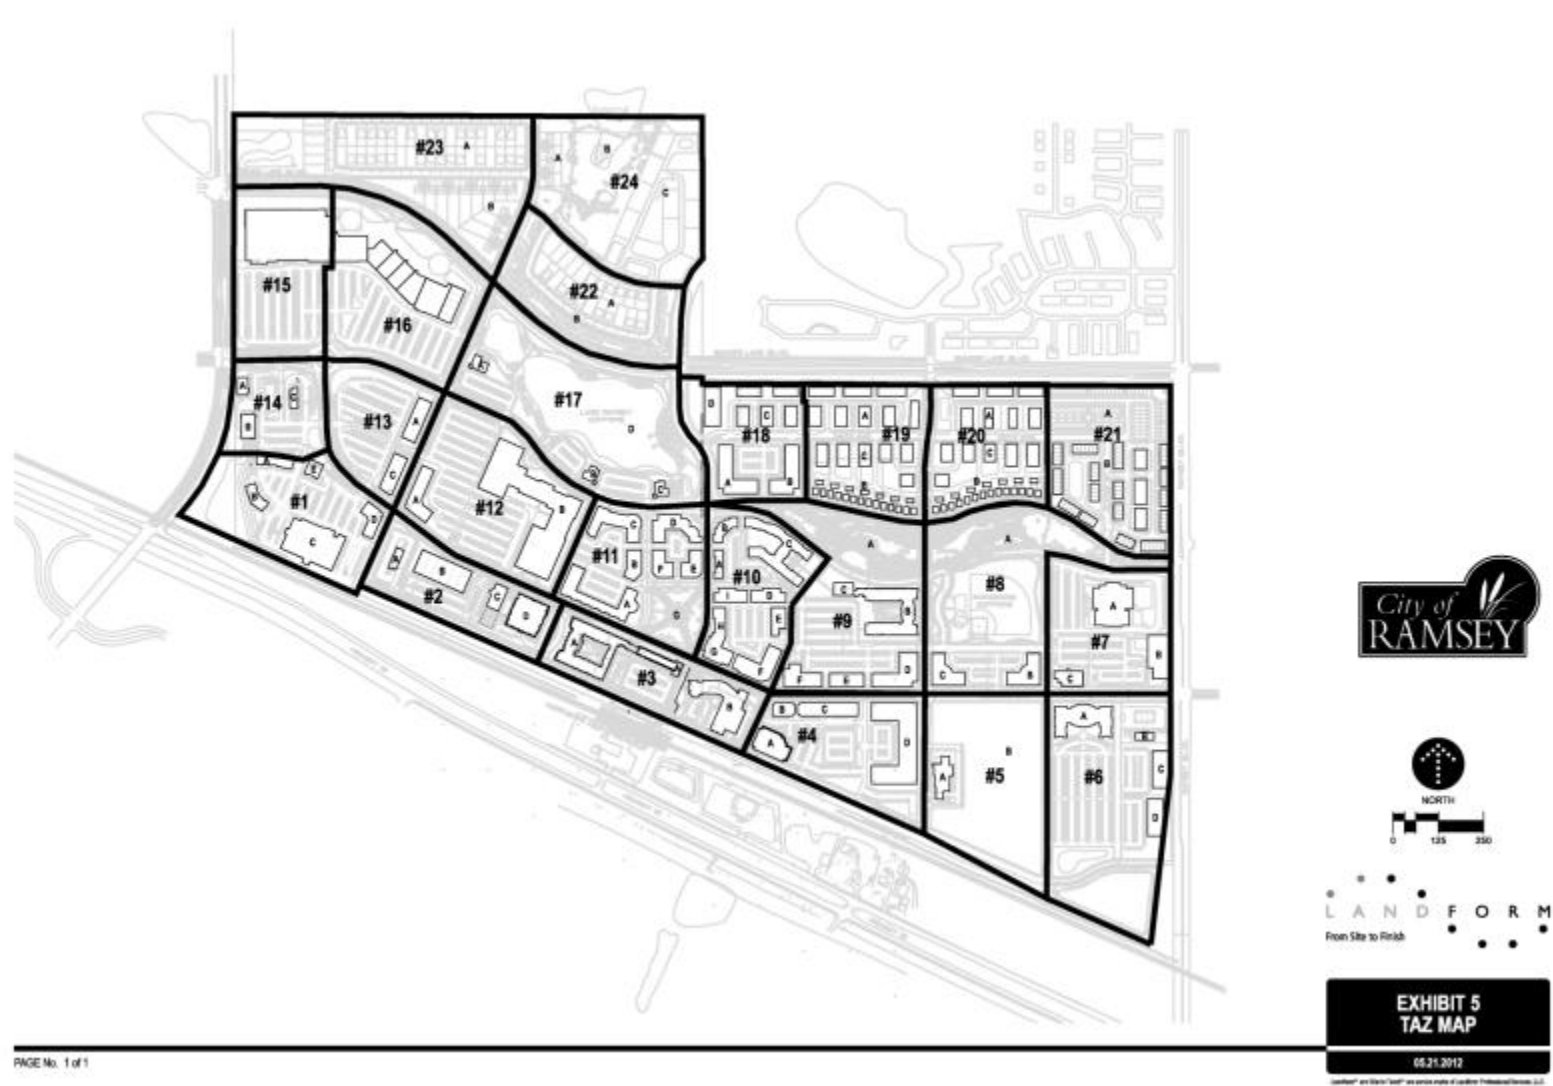 #23
A
B
#24
A
B
C
#15
#16
#22
A
B
#14
A
B
C
#13
A
C
#17
D
#18
A
B
C
D
#19
A
C
B
#20
A
C
B
#21
A
B
#1
A
E
B
C
D
#12
A
B
#11
A
B
C
D
E
F
G
#10
A
B
C
D
E
F
G
H
I
#2
A
B
C
D
#3
A
B
#9
A
B
C
D
E
F
#8
A
B
C
#7
A
B
C
#4
A
B
C
D
#5
A
B
#6
A
B
C
D
City of
RAMSEY
NORTH
0 125 250
LANDFORM
From Site to Finish
EXHIBIT 5
TAZ MAP
05.21.2012
PAGE No. 1 of 1